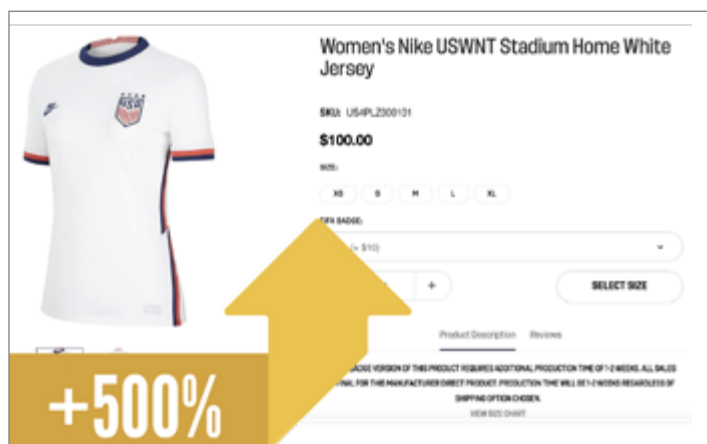 Women's Nike USWNT Stadium Home White
Jersey
USA
SKU:
$100.00
SIZE:
XS S M L XL
BADGE:
(+ $10)
+
SELECT SIZE
Product Description Reviews
VERSION OF THIS PRODUCT REQUIRES ADDITIONAL PRODUCTION TIME OF 1-2 WEEKS. ALL SALES
FOR THIS MANUFACTURER DIRECT PRODUCT. PRODUCTION TIME WILL BE 1-2 WEEKS REGARDLESS OF
SHIPPING OPTION CHOSEN.
VIEW SIZE CHART
+500%